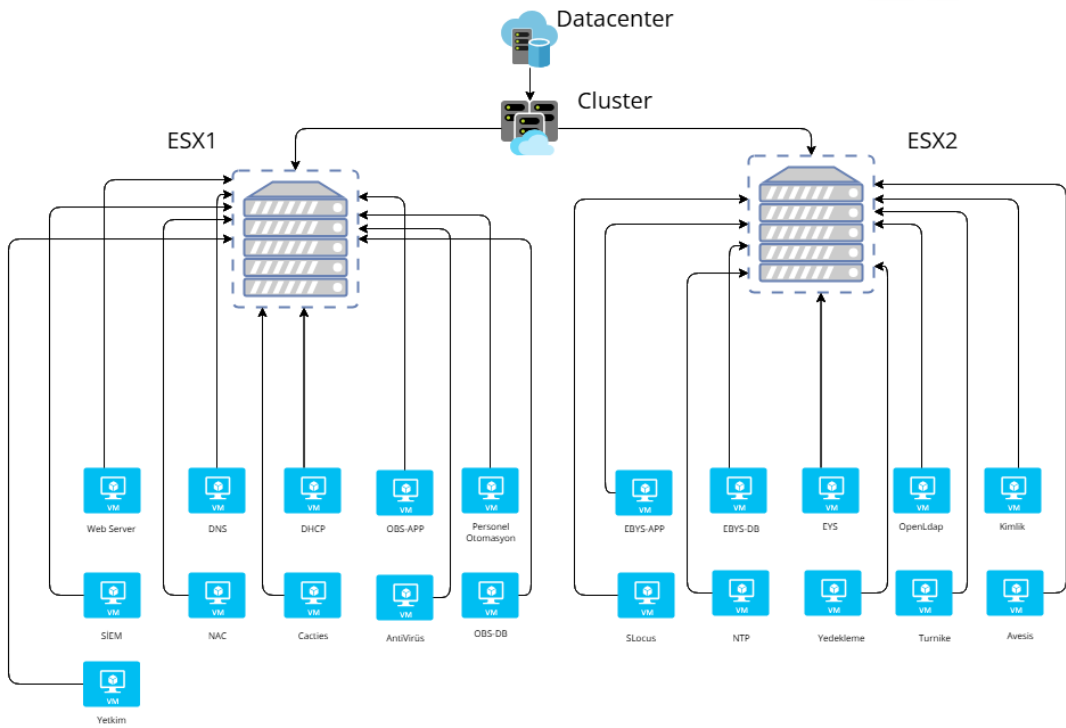 Datacenter
Cluster
ESX1
ESX2
VM
VM
VM
VM
VM
VM
VM
VM
VM
VM
Web Server
DNS
DHCP
OBS-APP
Personel
Otomasyon
EBYS-APP
EBYS-DB
EYS
OpenLdap
Kimlik
VM
VM
VM
VM
VM
VM
VM
VM
VM
VM
SİEM
NAC
Cacties
AntiVirüs
OBS-DB
SLocus
NTP
Yedekleme
Turnike
Avesis
VM
Yetkim